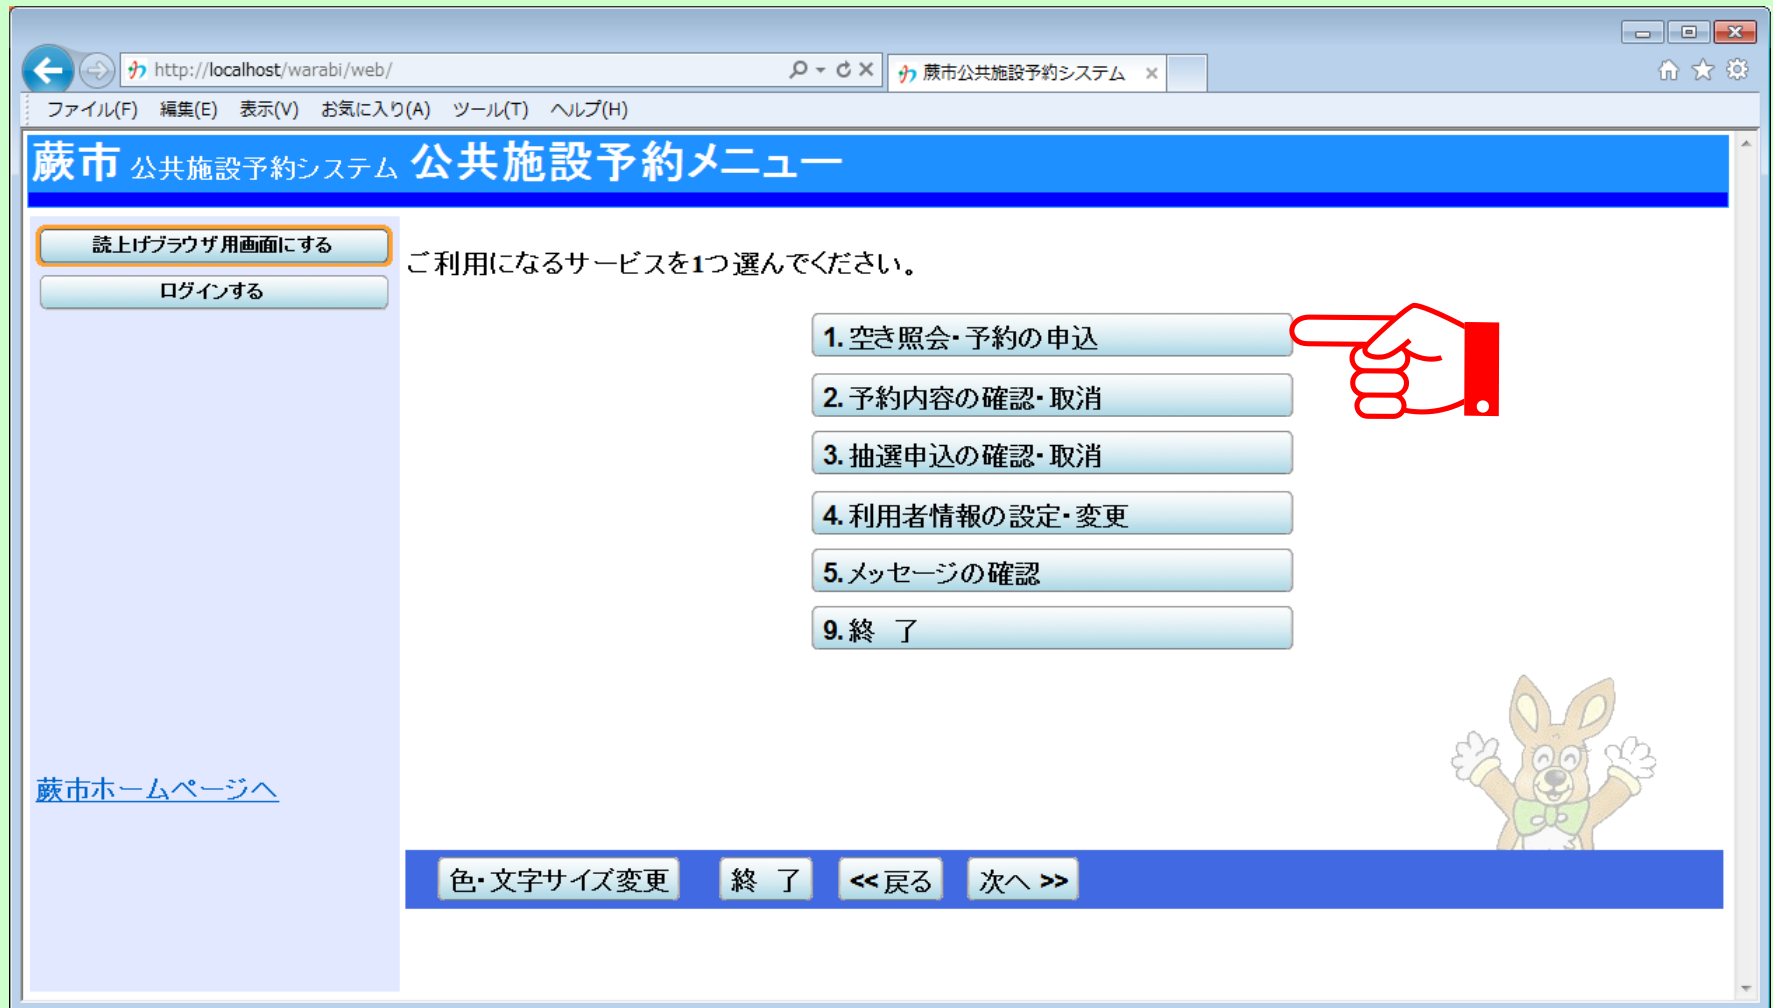 http://localhost/warabi/web/
蕨市公共施設予約システム
ファイル(F) 編集(E) 表示(V) お気に入り(A) ツール(T) ヘルプ(H)
蕨市 公共施設予約システム 公共施設予約メニュー
読上げブラウザ用画面にする
ログインする
ご利用になるサービスを1つ選んでください。
1.空き照会・予約の申込
2.予約内容の確認・取消
3.抽選申込の確認・取消
4.利用者情報の設定・変更
5.メッセージの確認
9.終　了
蕨市ホームページへ
色・文字サイズ変更 終　了 <<戻る 次へ >>